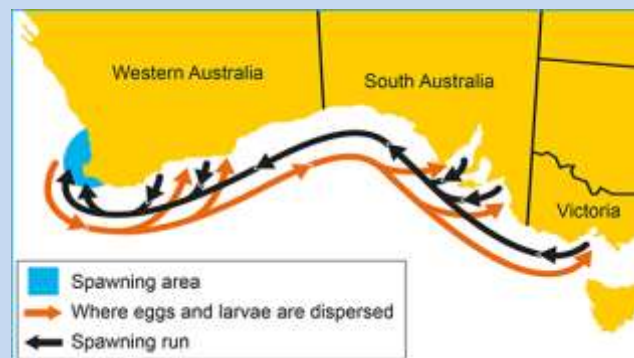 Western Australia
South Australia
Victoria
Spawning area
Where eggs and larvae are dispersed
Spawning run